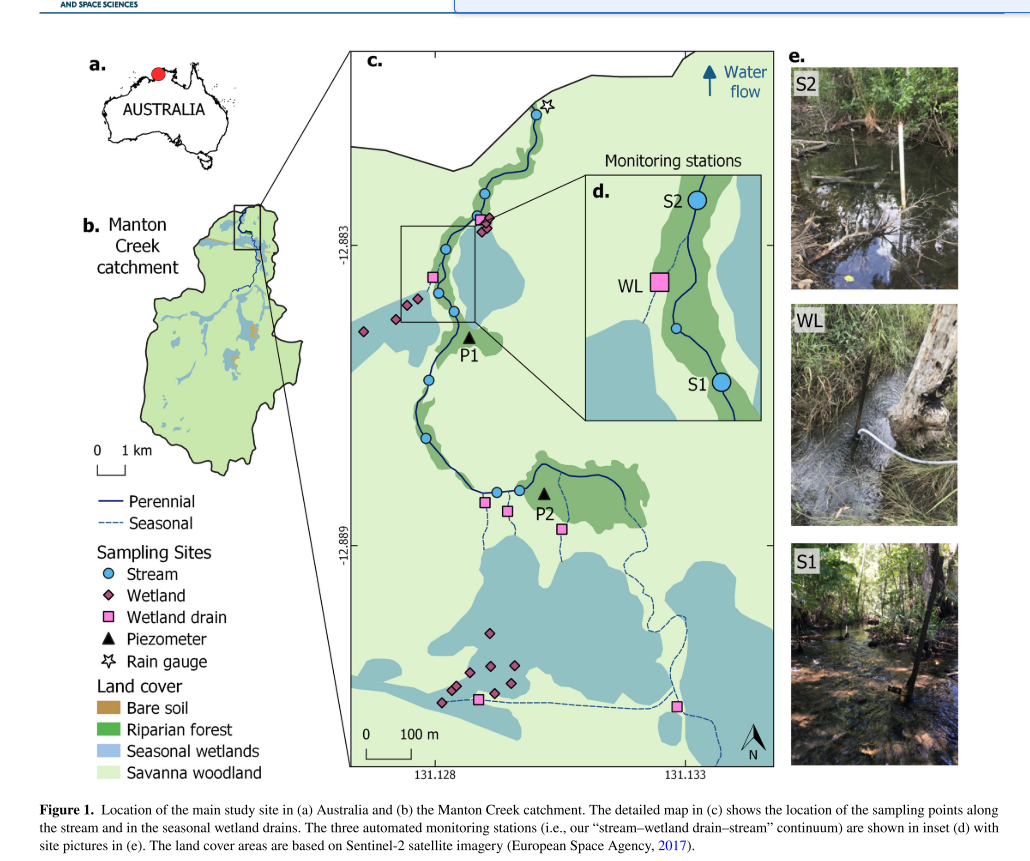 AND SPACE SCIENCES
a.
AUSTRALIA
b. Manton
Creek
catchment
0 1 km
Perennial
Seasonal
Sampling Sites
Stream
Wetland
Wetland drain
Piezometer
Rain gauge
Land cover
Bare soil
Riparian forest
Seasonal wetlands
Savanna woodland
c.
Water
flow
Monitoring stations
d.
S2
WL
S1
P1
P2
-12.883
-12.889
0 100 m
N
131.128
131.133
e.
S2
WL
S1
Figure 1. Location of the main study site in (a) Australia and (b) the Manton Creek catchment. The detailed map in (c) shows the location of the sampling points along
the stream and in the seasonal wetland drains. The three automated monitoring stations (i.e., our “stream–wetland drain–stream” continuum) are shown in inset (d) with
site pictures in (e). The land cover areas are based on Sentinel-2 satellite imagery (European Space Agency, 2017).